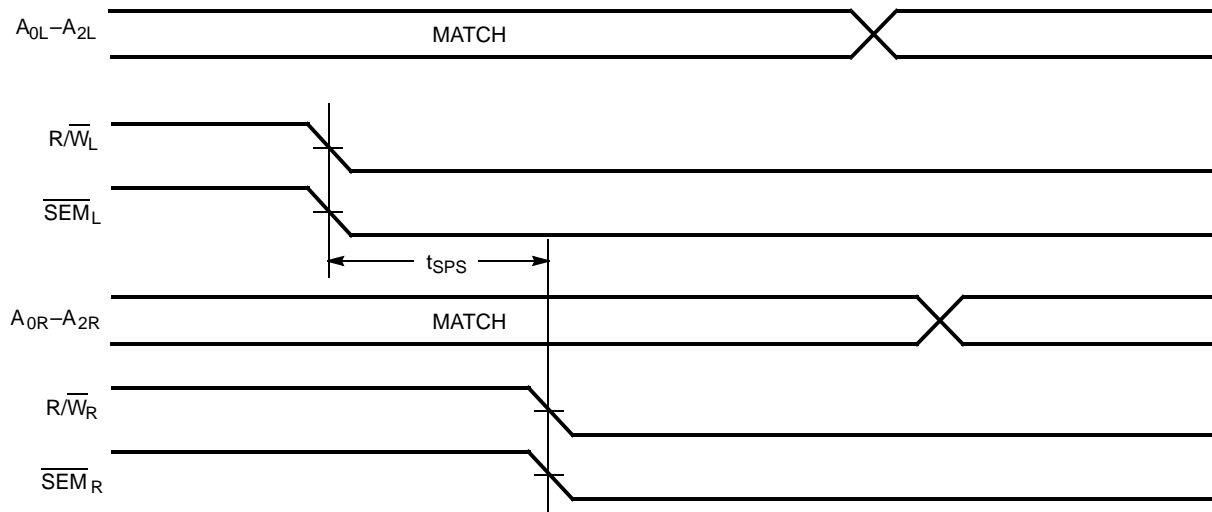 A0L–A2L
MATCH
R/W̅L
S̅E̅M̅L
tSPS
A0R–A2R
MATCH
R/W̅R
S̅E̅M̅R